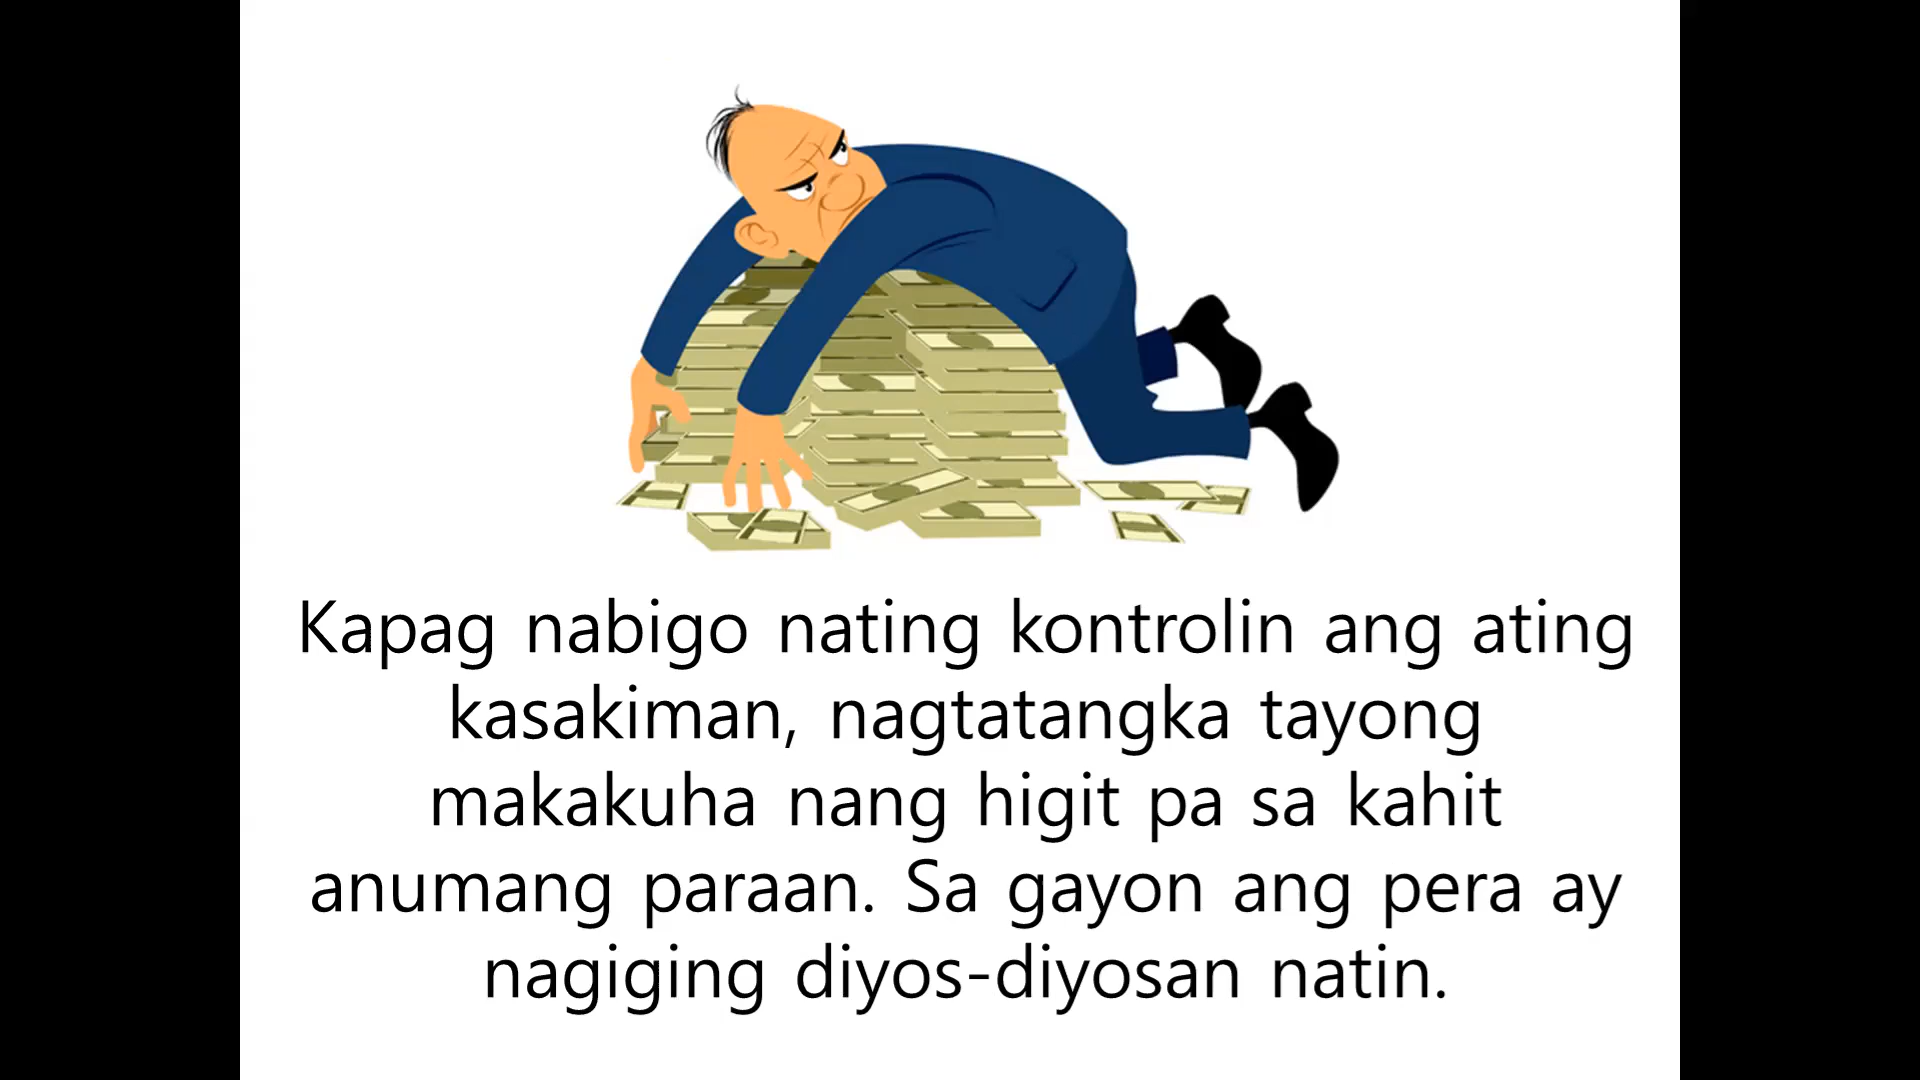 Kapag nabigo nating kontrolin ang ating
kasakiman, nagtatangka tayong
makakuha nang higit pa sa kahit
anumang paraan. Sa gayon ang pera ay
nagiging diyos-diyosan natin.